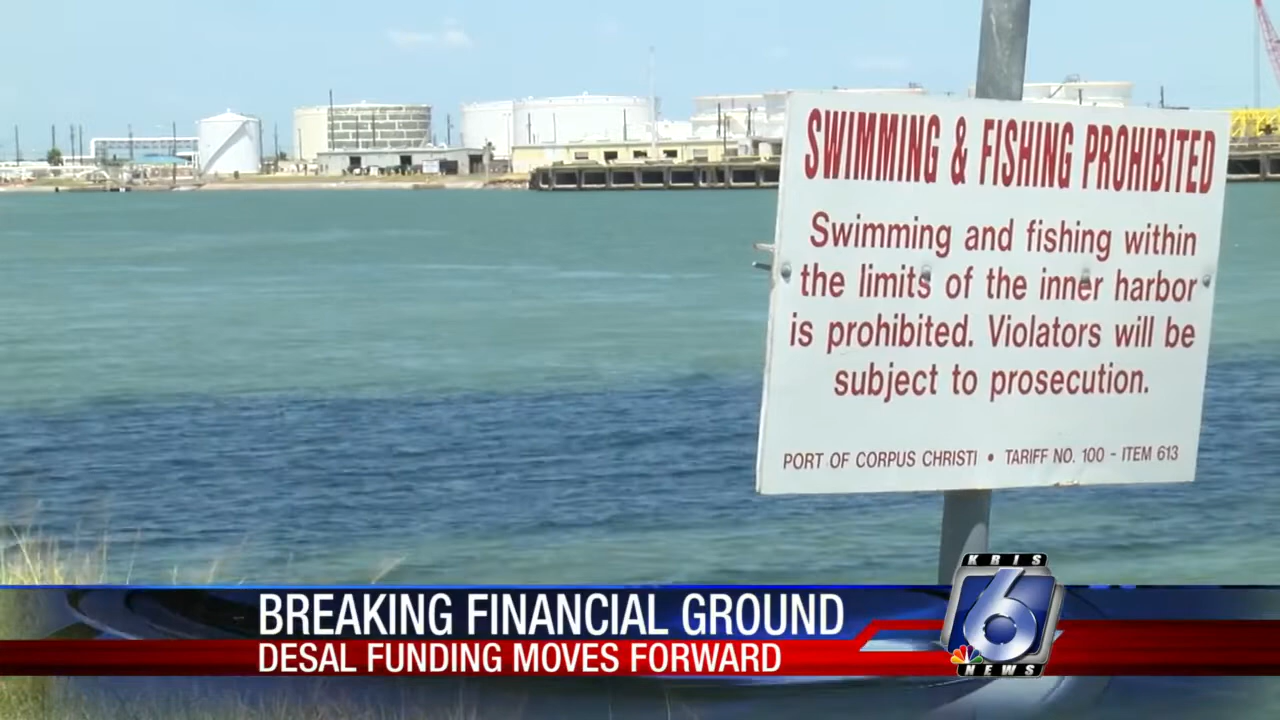 SWIMMING & FISHING PROHIBITED
Swimming and fishing within
the limits of the inner harbor
is prohibited. Violators will be
subject to prosecution.
PORT OF CORPUS CHRISTI • TARIFF NO. 100 - ITEM 613
BREAKING FINANCIAL GROUND
DESAL FUNDING MOVES FORWARD
KRIS
6
NEWS